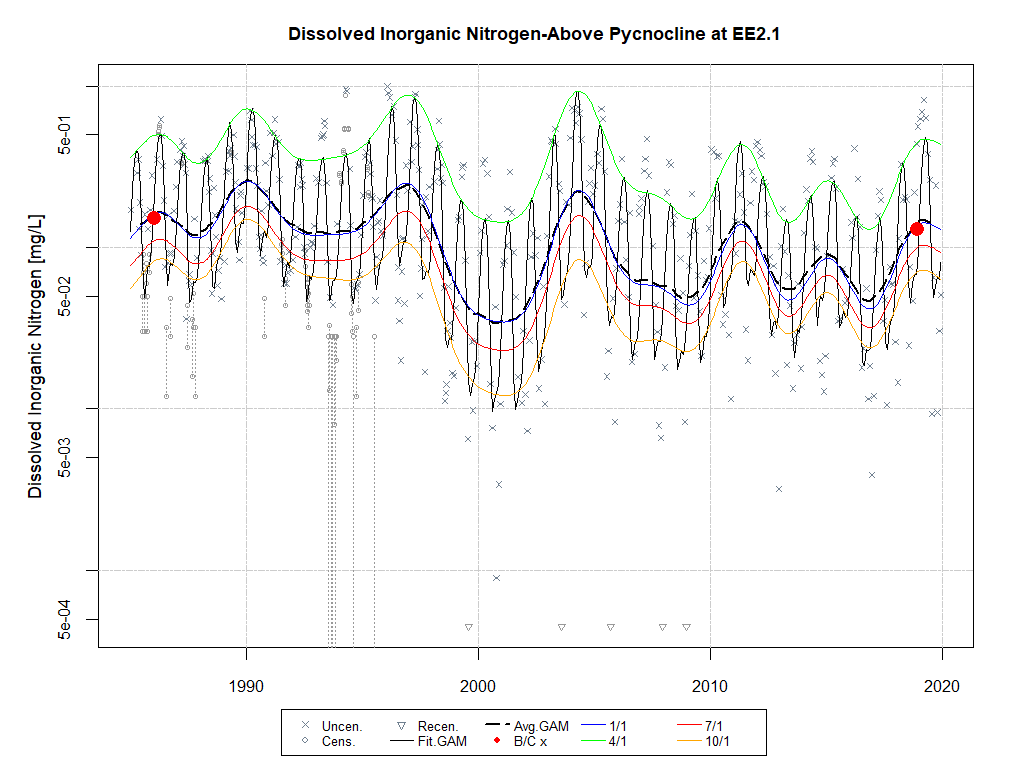 Dissolved Inorganic Nitrogen-Above Pycnocline at EE2.1
Dissolved Inorganic Nitrogen [mg/L]
5e-01
5e-02
5e-03
5e-04
1990 2000 2010 2020
Uncen. Recen. Avg.GAM 1/1 7/1
Cens. Fit.GAM B/C x 4/1 10/1